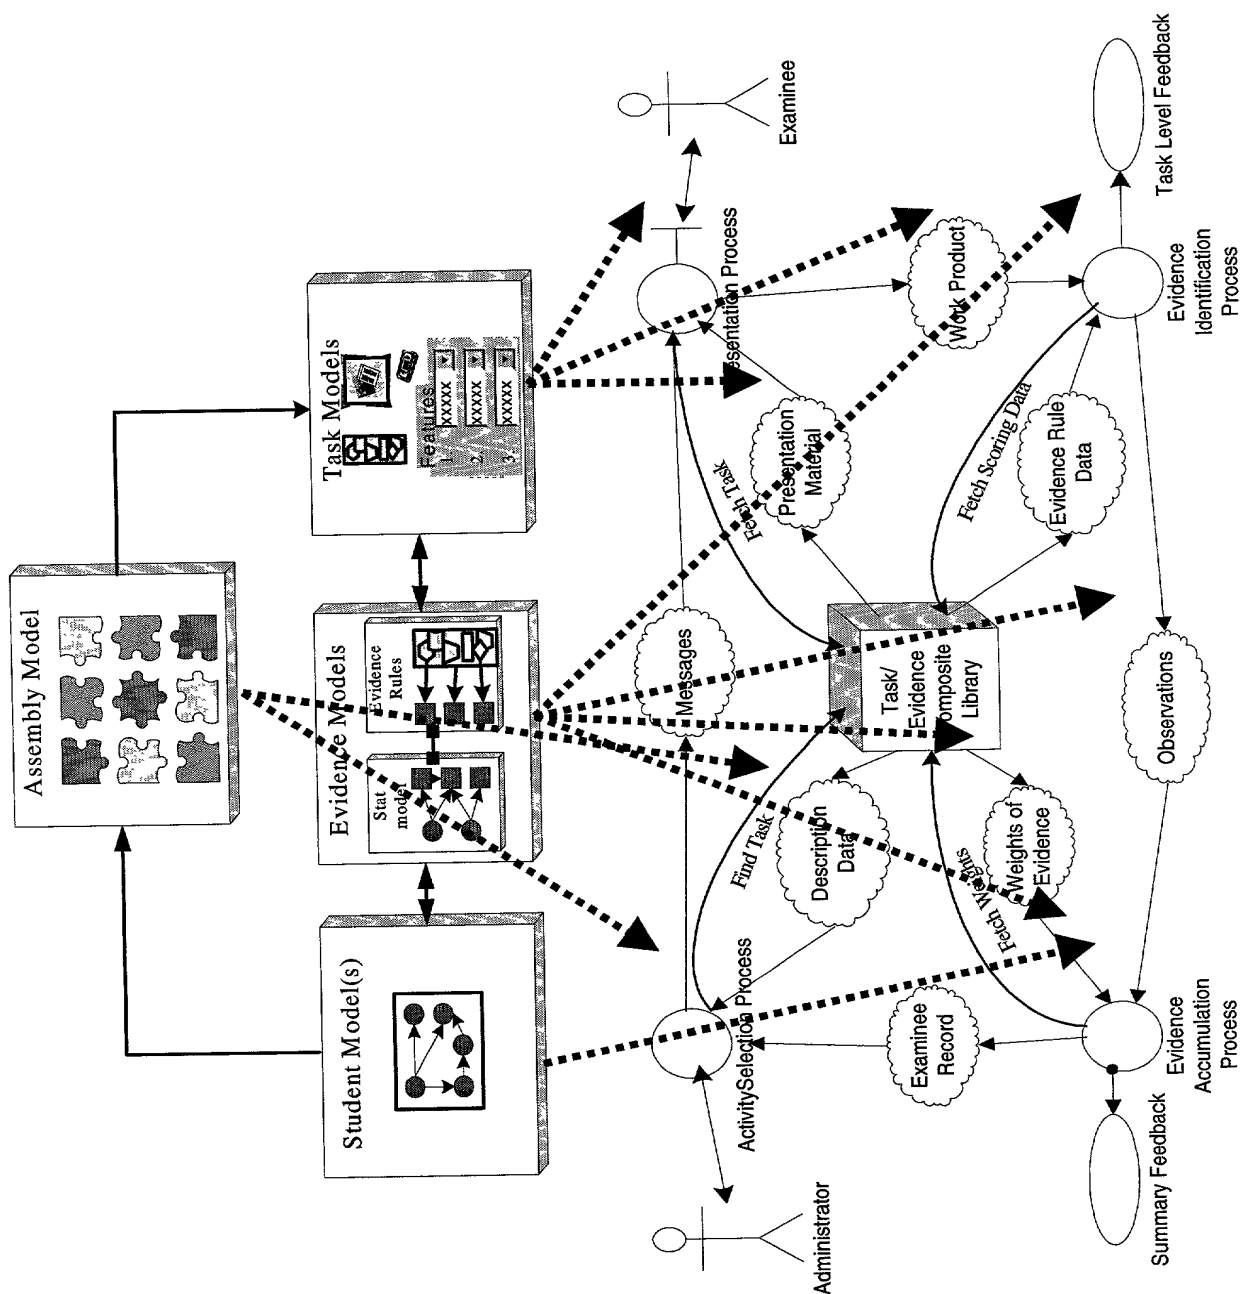 Assembly Model
Student Model(s)
Evidence Models
Stat
model
Evidence
Rules
Task Models
Features
1. xxxxx
2. xxxxx
3. xxxxx
Administrator
Examinee
ActivitySelection Process
Messages
resentation Process
Find Task
Fetch Task
Description
Data
Presentation
Material
Task/
Evidence
omposite
Library
Examinee
Record
Work Product
Fetch Weights
Weights of
Evidence
Fetch Scoring Data
Evidence Rule
Data
Observations
Summary Feedback
Evidence
Accumulation
Process
Evidence
Identification
Process
Task Level Feedback